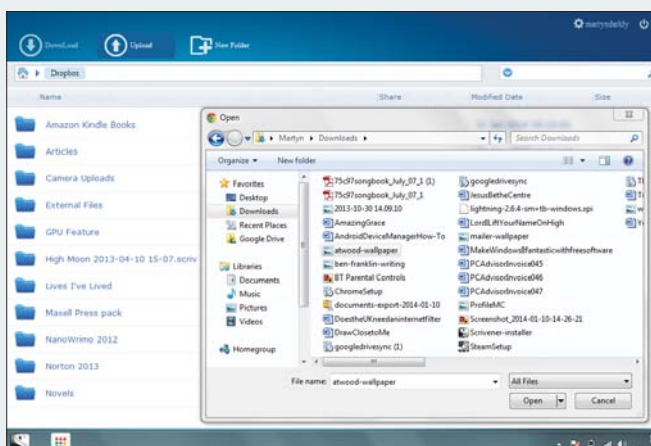 martynderkly
DownLoad
Upload
New Folder
Dropbox
Name
Share
Modified Date
Size
Amazon Kindle Books
Articles
Camera Uploads
External Files
GPU Feature
High Moon 2013-04-10 15-07.scriv
Lives I've Lived
Maxell Press pack
NanoWrimo 2012
Norton 2013
Novels
Open
Martyn
Downloads
Search Downloads
Organize
New folder
Favorites
Desktop
Downloads
Recent Places
Google Drive
Libraries
Documents
Music
Pictures
Videos
Homegroup
75c97songbook_July_07_1 (1)
75c97songbook_July_07_1
2013-10-30 14.09.10
AmazingGrace
AndroidDeviceManagerHow-To
atwood-wallpaper
ben-franklin-writing
BT Parental Controls
ChromeSetup
documents-export-2014-01-10
DoestheUKneedaninternetfilter
DrawClosetoMe
googledrivesync (1)
googledrivesync
JesusBetheCentre
lightning-2.6.4-sm+tb-windows.xpi
LordILiftYourNameOnHigh
mailer-wallpaper
MakeWindows8fantasticwithfreesoftware
PCAdvisorInvoice045
PCAdvisorInvoice046
PCAdvisorInvoice047
ProfileMC
Screenshot_2014-01-10-14-26-21
Scrivener-installer
SteamSetup
File name:
atwood-wallpaper
All Files
Open
Cancel